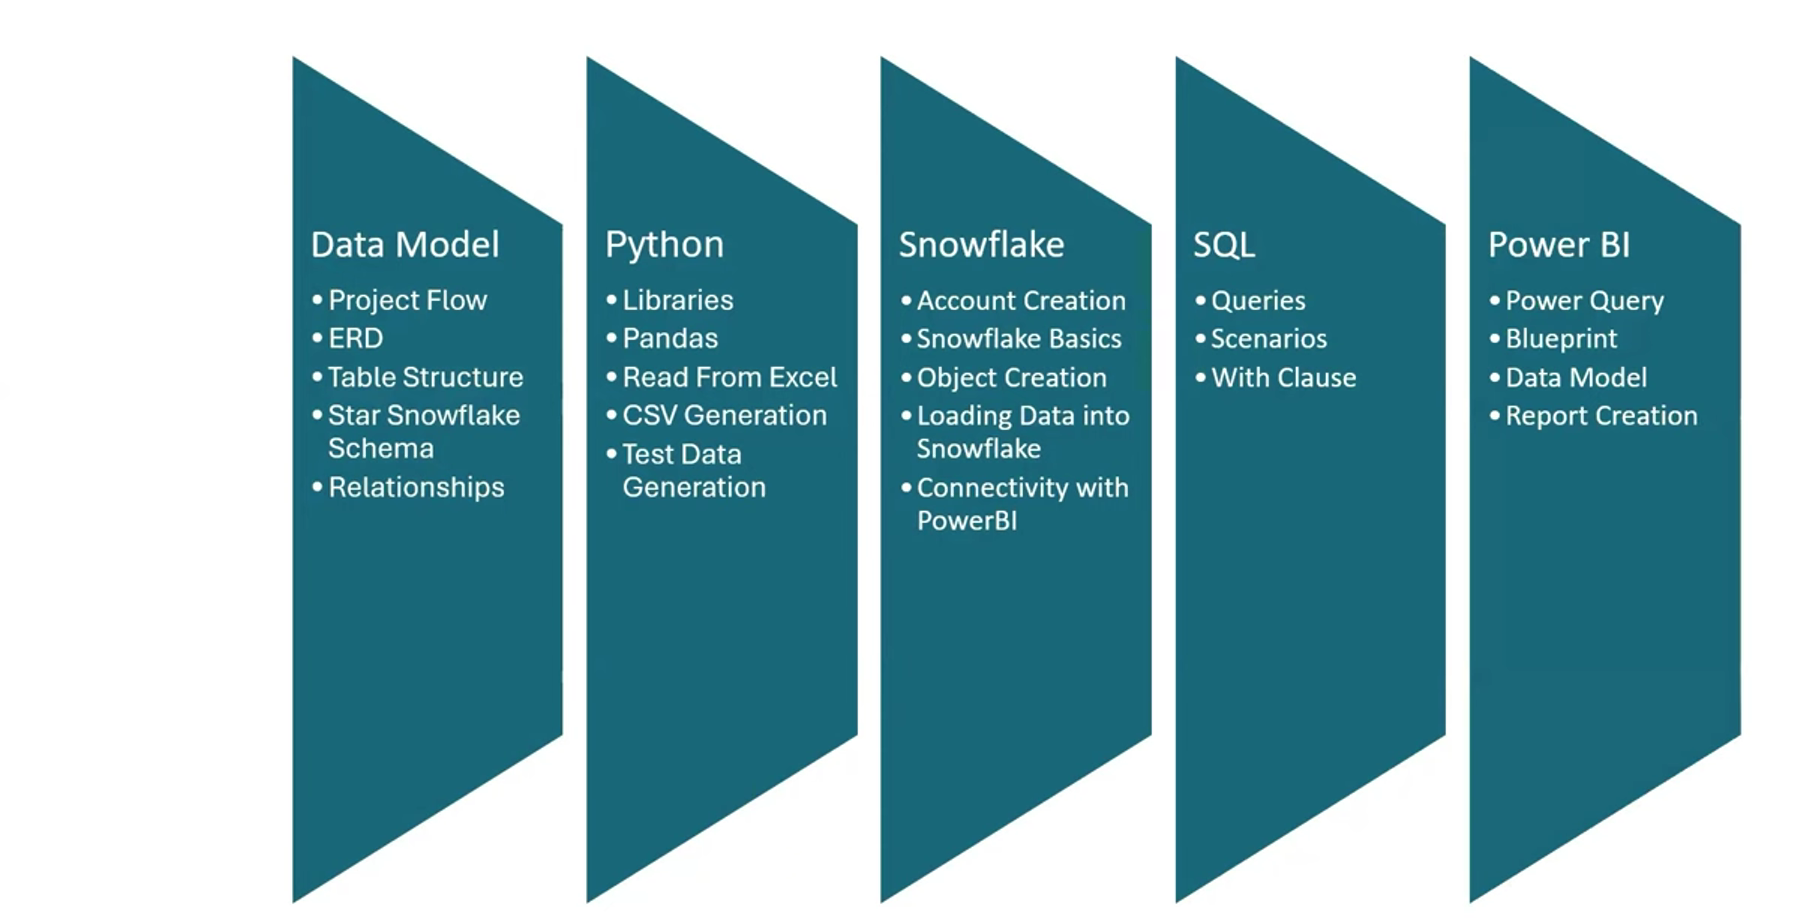 Data Model
• Project Flow
• ERD
• Table Structure
• Star Snowflake
Schema
• Relationships
Python
• Libraries
• Pandas
• Read From Excel
• CSV Generation
• Test Data
Generation
Snowflake
• Account Creation
• Snowflake Basics
• Object Creation
• Loading Data into
Snowflake
• Connectivity with
PowerBI
SQL
• Queries
• Scenarios
• With Clause
Power BI
• Power Query
• Blueprint
• Data Model
• Report Creation